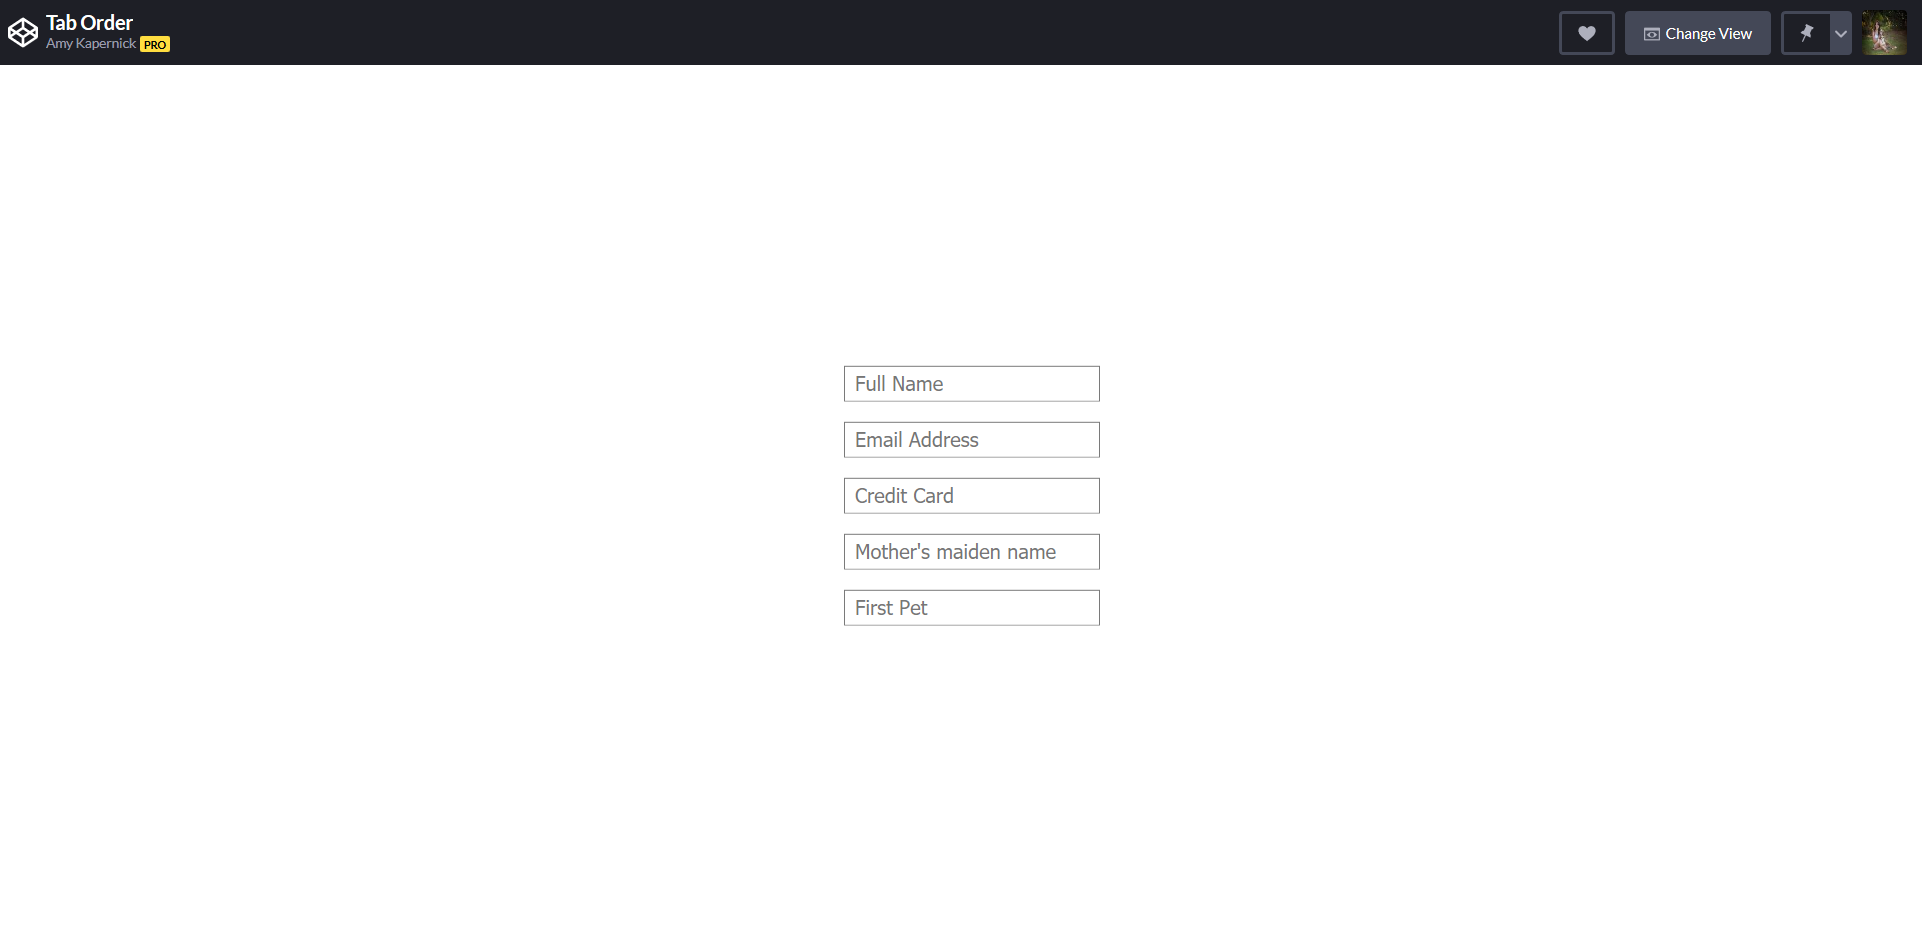 Tab Order
Amy Kapernick PRO
Change View
Full Name
Email Address
Credit Card
Mother's maiden name
First Pet